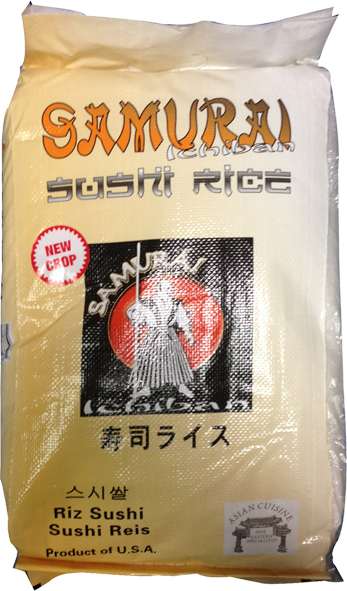 SAMURAI
Ichiban
SUSHI RICE
NEW
CROP
SAMURAI
Ichiban
寿司ライス
스시쌀
Riz Sushi
Sushi Reis
Product of U.S.A.
ASIAN CUISINE
EASTERN